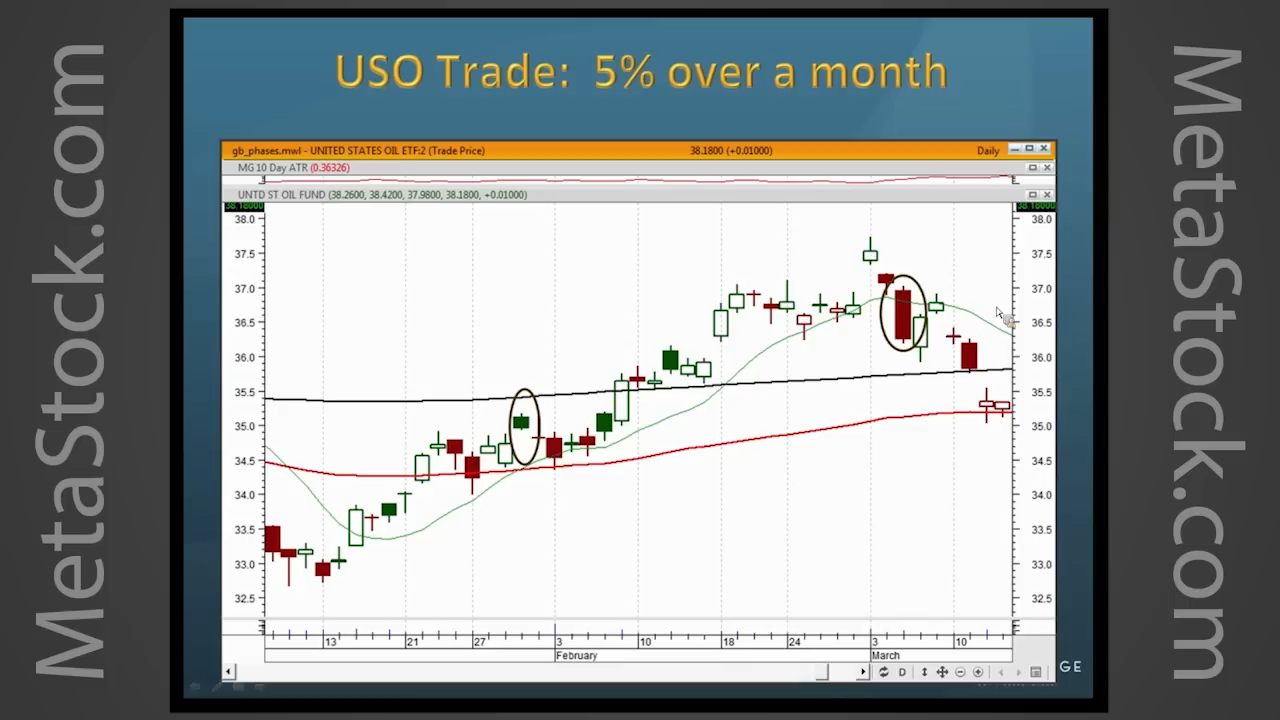 MetaStock.com
MetaStock.com
USO Trade: 5% over a month
gb_phases.mwl - UNITED STATES OIL ETF:2 (Trade Price) 38.1800 (+0.01000) Daily
MG 10 Day ATR (0.36326)
UNTD ST OIL FUND (38.2600, 38.4200, 37.9800, 38.1800, +0.01000)
38.18000 38.18000
38.0 38.0
37.5 37.5
37.0 37.0
36.5 36.5
36.0 36.0
35.5 35.5
35.0 35.0
34.5 34.5
34.0 34.0
33.5 33.5
33.0 33.0
32.5 32.5
13 21 27 3 10 18 24 3 10
February March
D
GE